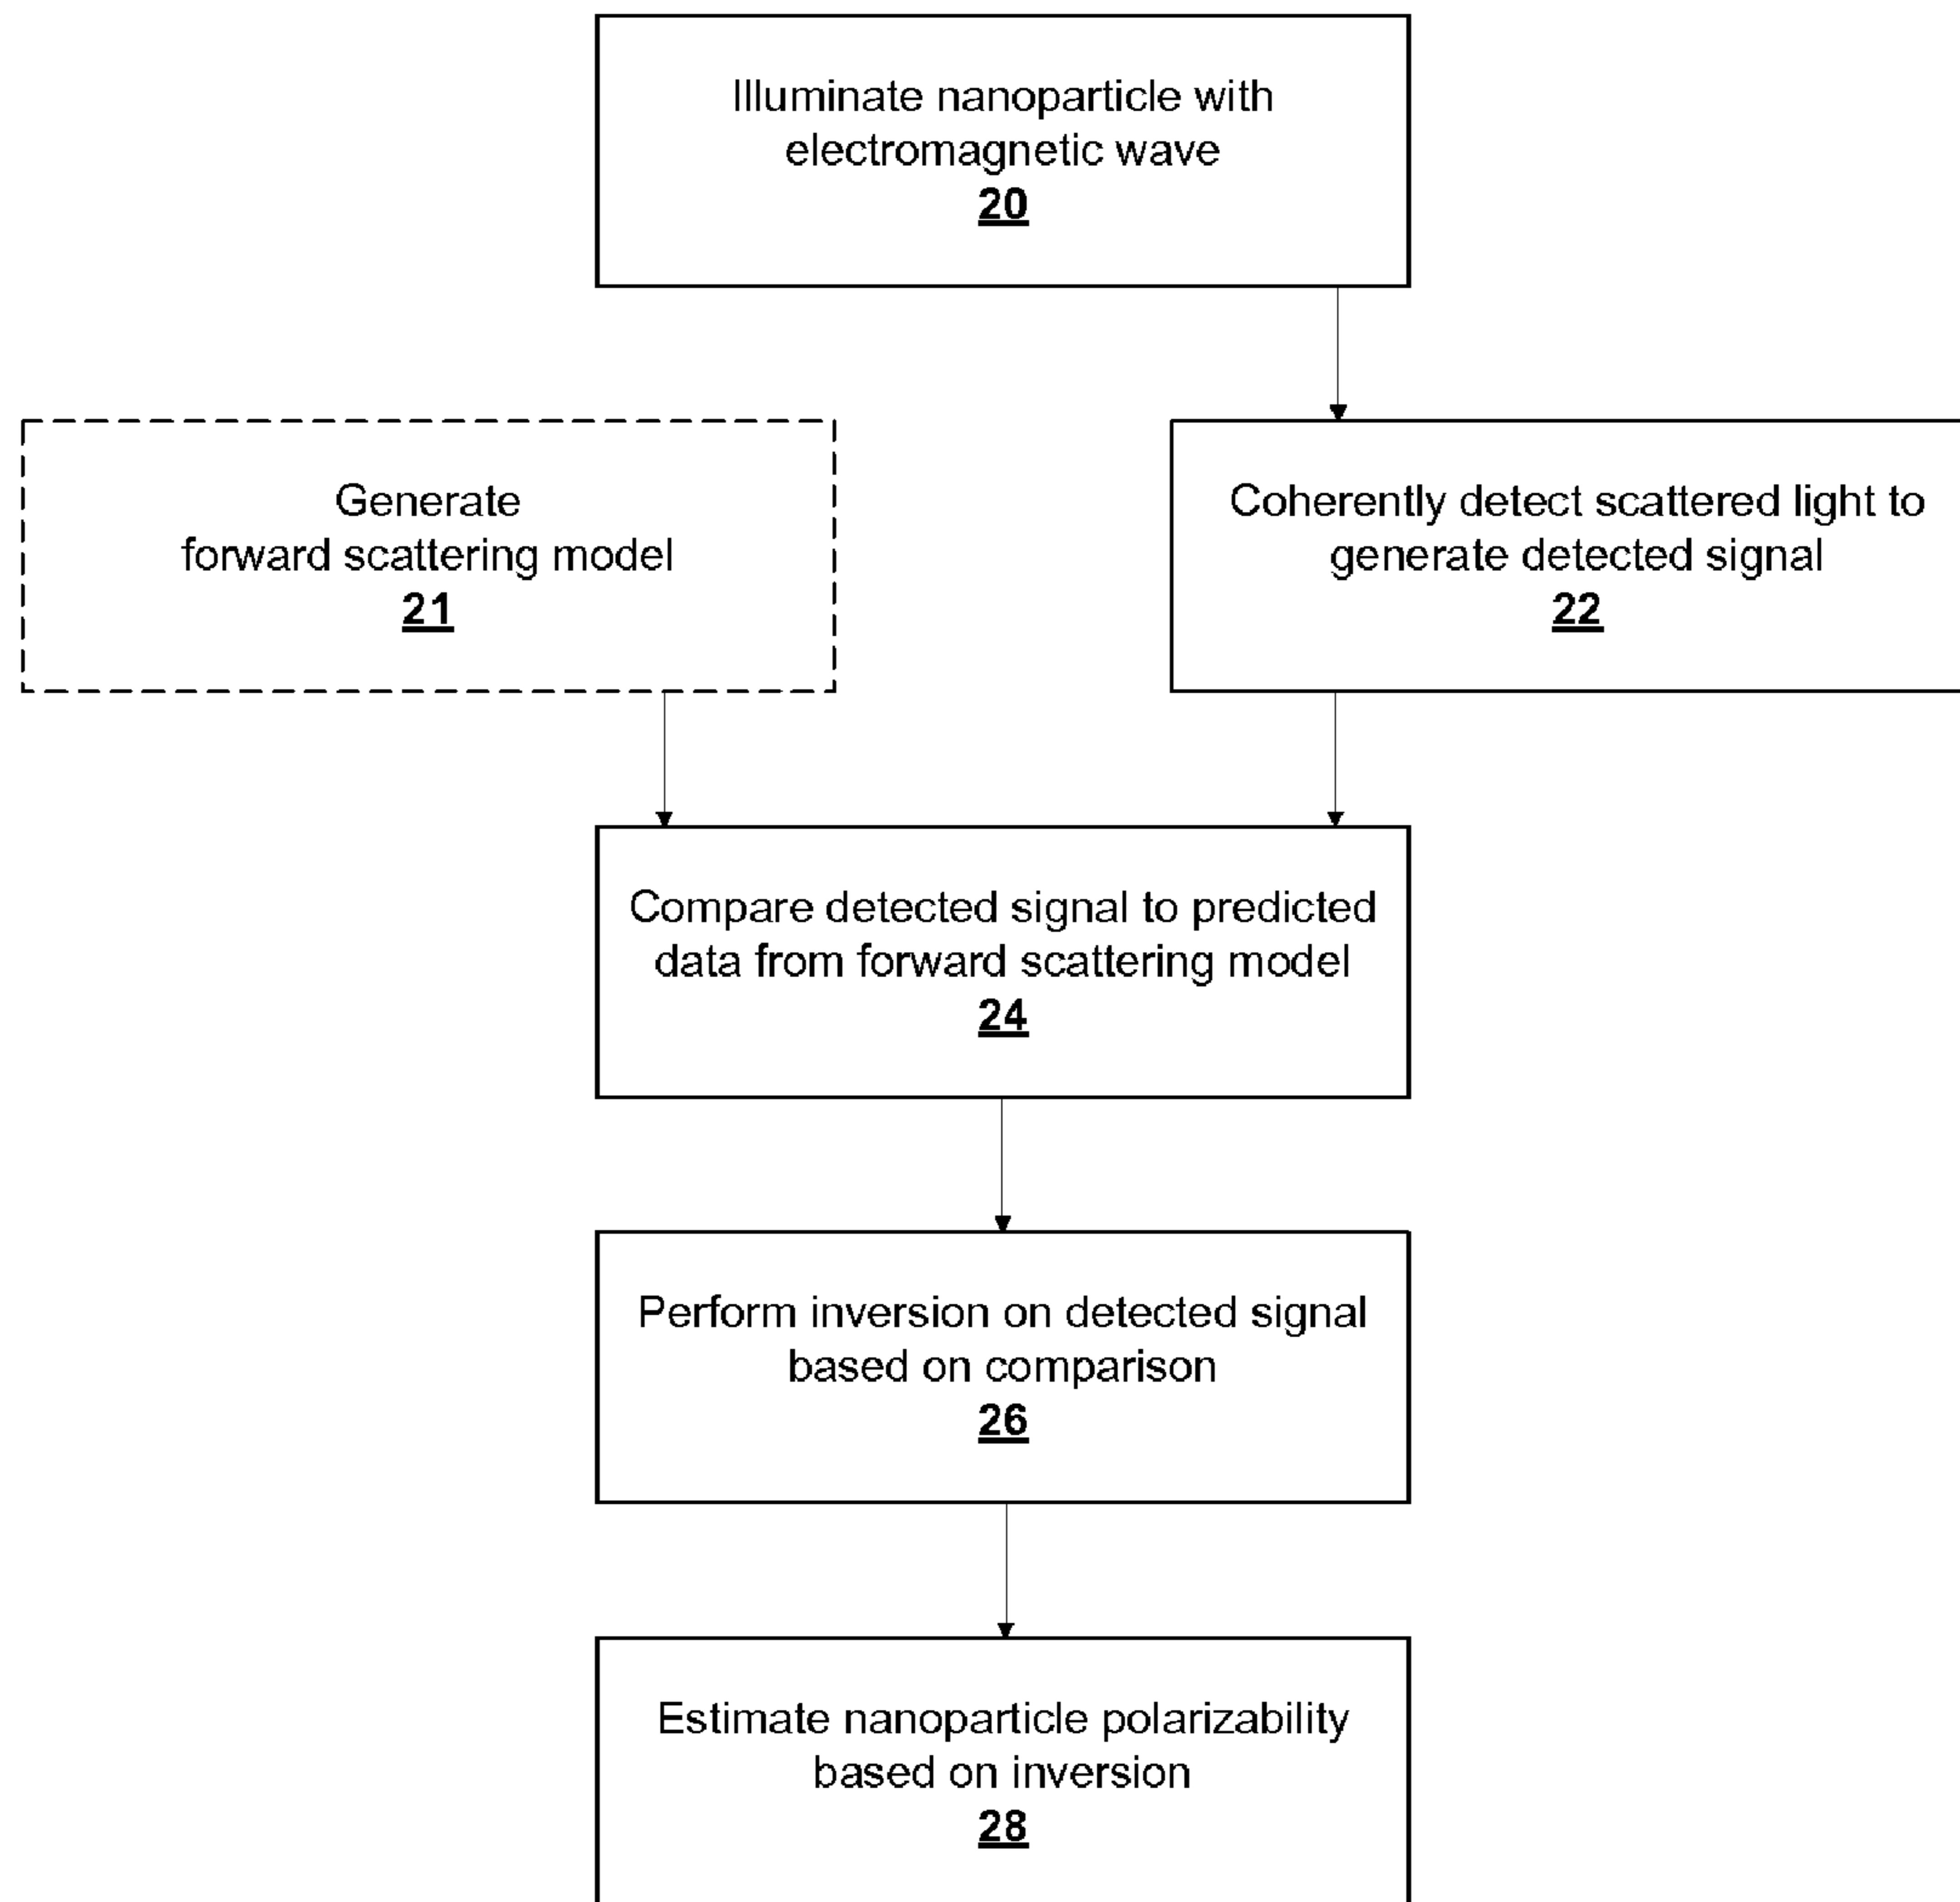 Illuminate nanoparticle with
electromagnetic wave
20
Generate
forward scattering model
21
Coherently detect scattered light to
generate detected signal
22
Compare detected signal to predicted
data from forward scattering model
24
Perform inversion on detected signal
based on comparison
26
Estimate nanoparticle polarizability
based on inversion
28